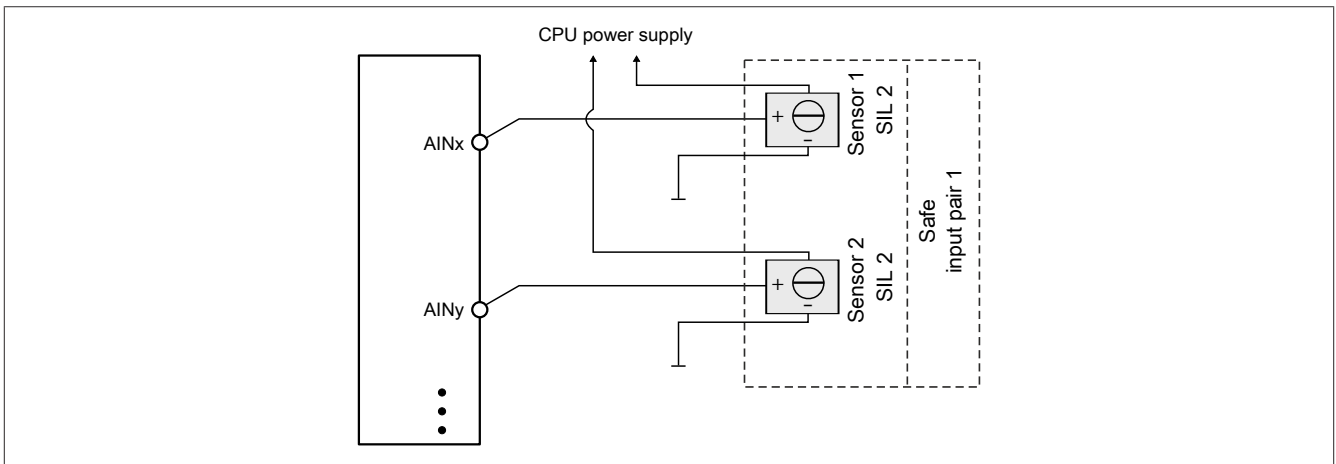 CPU power supply
AINx
+
−
Sensor 1
SIL 2
AINy
+
−
Sensor 2
SIL 2
Safe
input pair 1